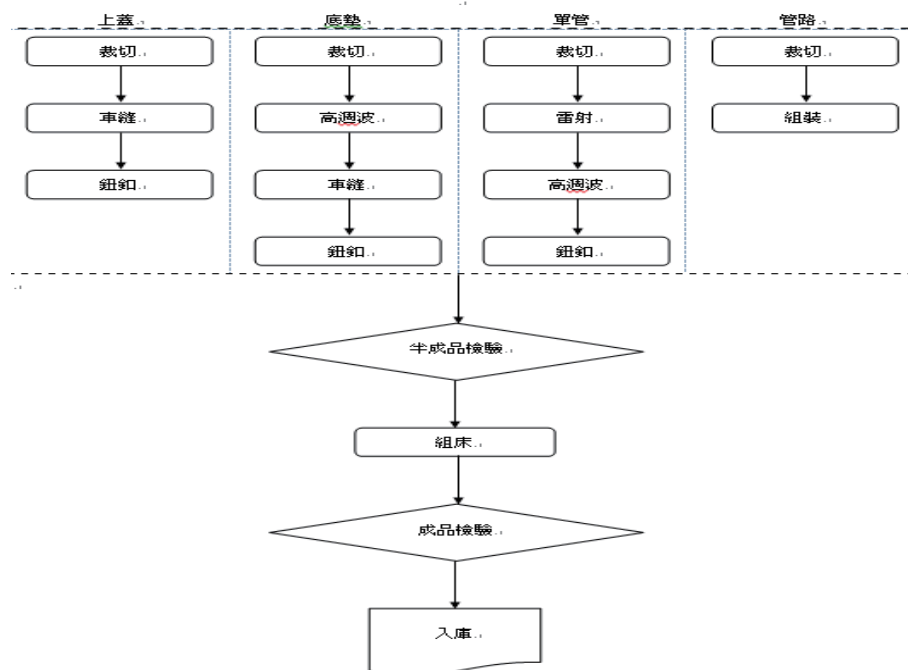 上蓋
底墊
單管
管路
裁切
裁切
裁切
裁切
車縫
高週波
雷射
組裝
鈕釦
車縫
高週波
鈕釦
鈕釦
半成品檢驗
組床
成品檢驗
入庫